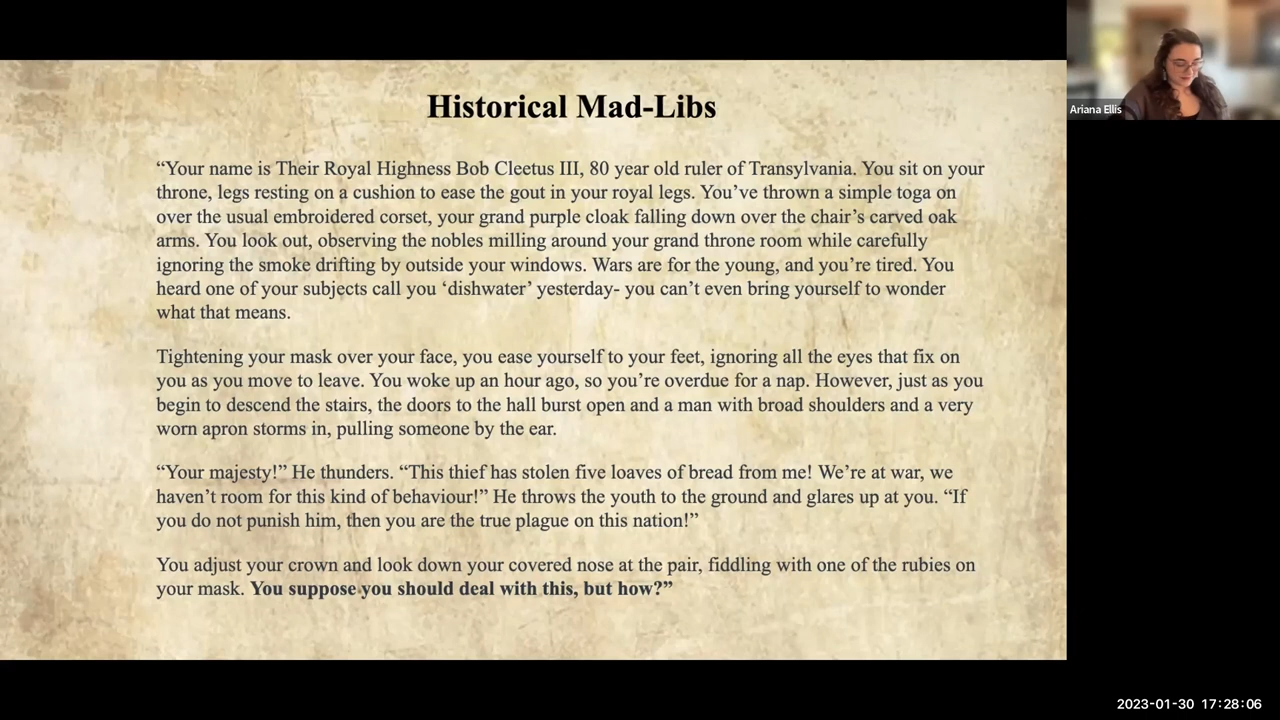 Historical Mad-Libs
“Your name is Their Royal Highness Bob Cleetus III, 80 year old ruler of Transylvania. You sit on your
throne, legs resting on a cushion to ease the gout in your royal legs. You’ve thrown a simple toga on
over the usual embroidered corset, your grand purple cloak falling down over the chair’s carved oak
arms. You look out, observing the nobles milling around your grand throne room while carefully
ignoring the smoke drifting by outside your windows. Wars are for the young, and you’re tired. You
heard one of your subjects call you ‘dishwater’ yesterday- you can’t even bring yourself to wonder
what that means.
Tightening your mask over your face, you ease yourself to your feet, ignoring all the eyes that fix on
you as you move to leave. You woke up an hour ago, so you’re overdue for a nap. However, just as you
begin to descend the stairs, the doors to the hall burst open and a man with broad shoulders and a very
worn apron storms in, pulling someone by the ear.
“Your majesty!” He thunders. “This thief has stolen five loaves of bread from me! We’re at war, we
haven’t room for this kind of behaviour!” He throws the youth to the ground and glares up at you. “If
you do not punish him, then you are the true plague on this nation!”
You adjust your crown and look down your covered nose at the pair, fiddling with one of the rubies on
your mask. You suppose you should deal with this, but how?”
Ariana Ellis
2023-01-30 17:28:06